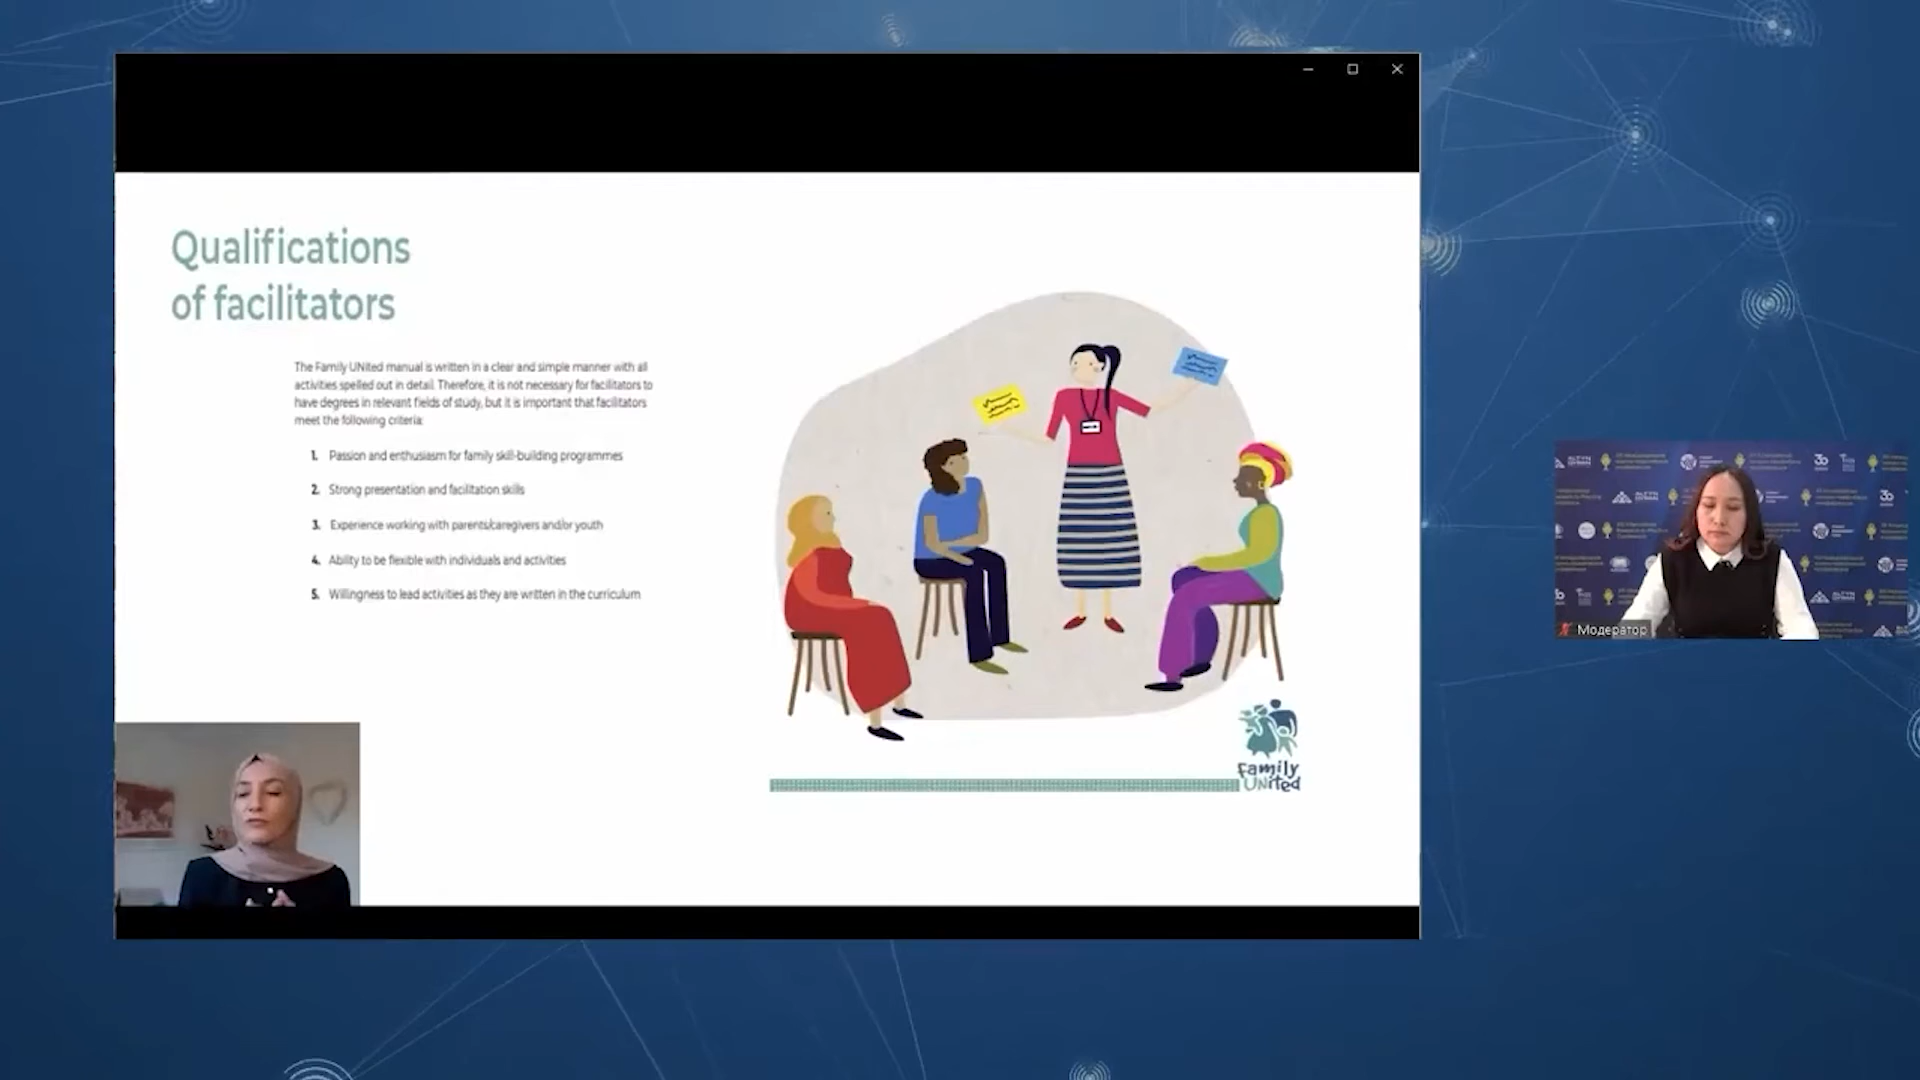 Qualifications
of facilitators
The Family UNited manual is written in a clear and simple manner with all
activities spelled out in detail. Therefore, it is not necessary for facilitators to
have degrees in relevant fields of study, but it is important that facilitators
meet the following criteria:
1. Passion and enthusiasm for family skill-building programmes
2. Strong presentation and facilitation skills
3. Experience working with parents/caregivers and/or youth
4. Ability to be flexible with individuals and activities
5. Willingness to lead activities as they are written in the curriculum
Family
UNited
Модератор